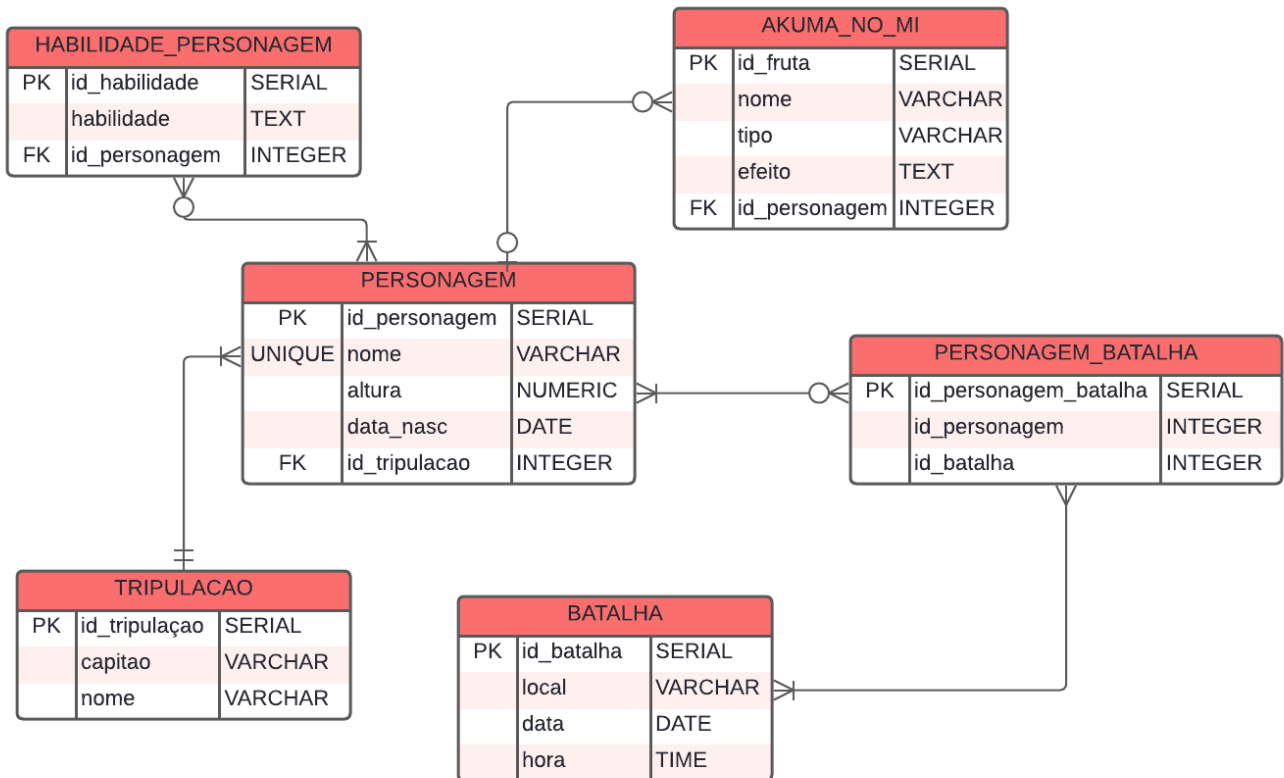 HABILIDADE_PERSONAGEM
PK id_habilidade SERIAL
habilidade TEXT
FK id_personagem INTEGER
AKUMA_NO_MI
PK id_fruta SERIAL
nome VARCHAR
tipo VARCHAR
efeito TEXT
FK id_personagem INTEGER
PERSONAGEM
PK id_personagem SERIAL
UNIQUE nome VARCHAR
altura NUMERIC
data_nasc DATE
FK id_tripulacao INTEGER
PERSONAGEM_BATALHA
PK id_personagem_batalha SERIAL
id_personagem INTEGER
id_batalha INTEGER
TRIPULACAO
PK id_tripulaçao SERIAL
capitao VARCHAR
nome VARCHAR
BATALHA
PK id_batalha SERIAL
local VARCHAR
data DATE
hora TIME